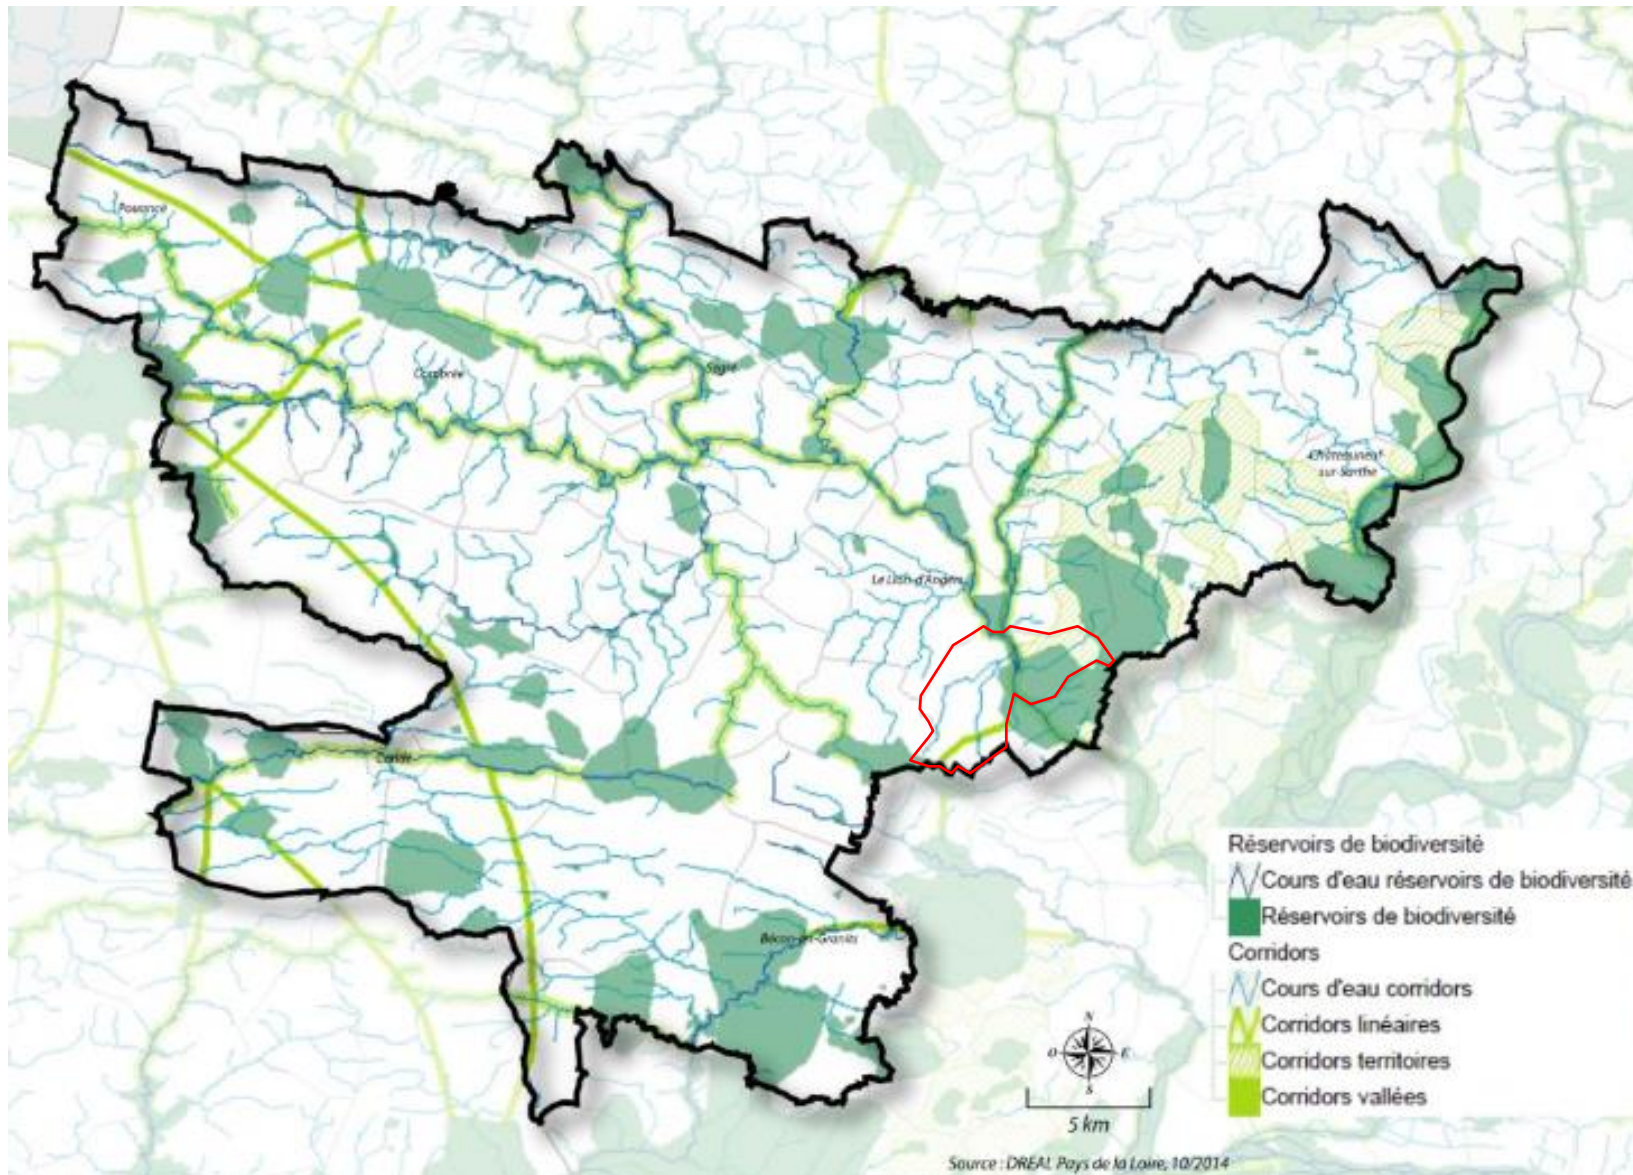 Pouancé
Combrée
Segré
Châteauneuf-
sur-Sarthe
Le Lion-d'Angers
Candé
Bécon-les-Granits
Réservoirs de biodiversité
Cours d'eau réservoirs de biodiversité
Réservoirs de biodiversité
Corridors
Cours d'eau corridors
Corridors linéaires
Corridors territoires
Corridors vallées
N
O
E
S
5 km
Source : DREAL Pays de la Loire, 10/2014